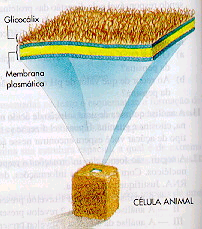 Glicocálix
Membrana
plasmática
CÉLULA ANIMAL